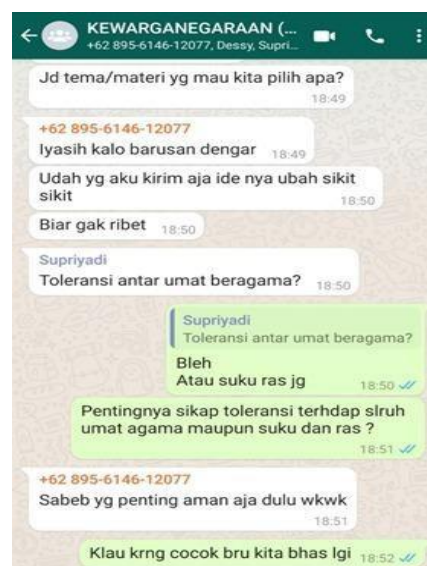 KEWARGANEGARAAN (...
+62 895-6146-12077, Dessy, Supri...
Jd tema/materi yg mau kita pilih apa?
18:49
+62 895-6146-12077
Iyasih kalo barusan dengar 18:49
Udah yg aku kirim aja ide nya ubah sikit
sikit
18:50
Biar gak ribet 18:50
Supriyadi
Toleransi antar umat beragama? 18:50
Supriyadi
Toleransi antar umat beragama?
Bleh
Atau suku ras jg 18:50
Pentingnya sikap toleransi terhdap slruh
umat agama maupun suku dan ras ?
18:51
+62 895-6146-12077
Sabeb yg penting aman aja dulu wkwk
18:51
Klau krng cocok bru kita bhas lgi 18:52